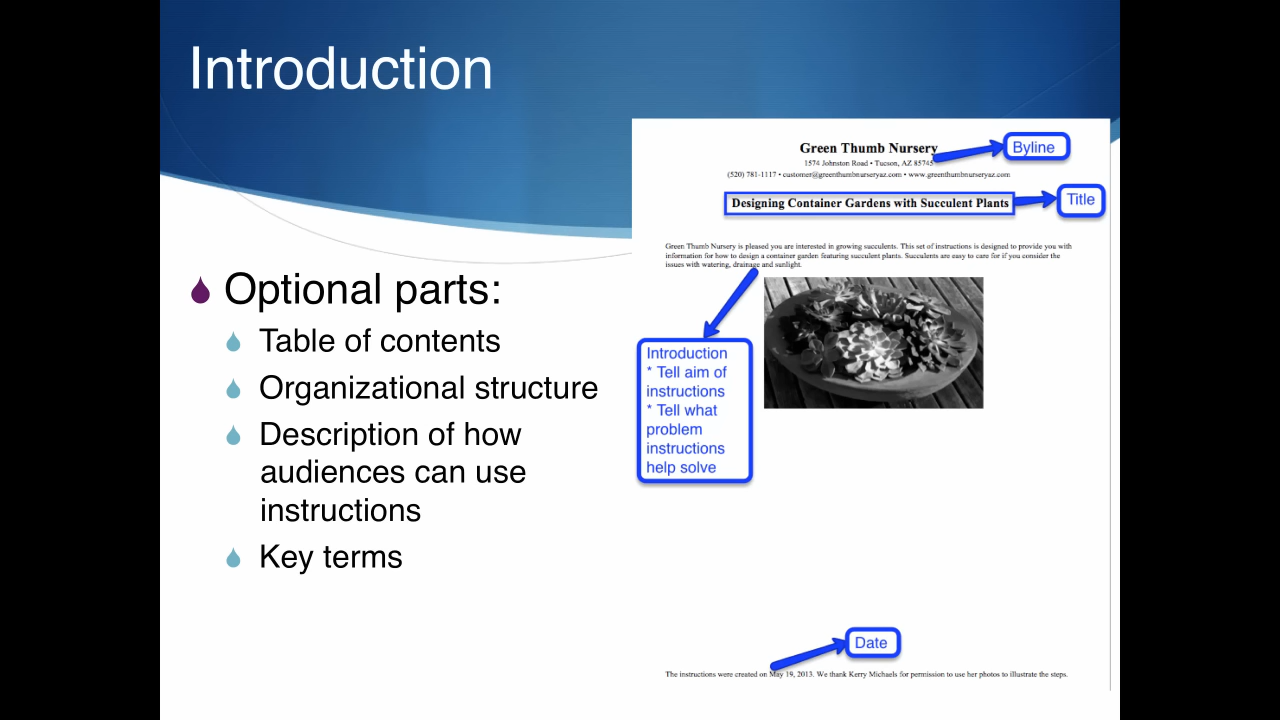 Introduction
Optional parts:
Table of contents
Organizational structure
Description of how
audiences can use
instructions
Key terms
Green Thumb Nursery
Byline
1574 Johnston Road • Tucson, AZ 85745
(520) 781-1117 • customer@greenthumbnurseryaz.com • www.greenthumbnurseryaz.com
Designing Container Gardens with Succulent Plants
Title
Green Thumb Nursery is pleased you are interested in growing succulents. This set of instructions is designed to provide you with
information for how to design a container garden featuring succulent plants. Succulents are easy to care for if you consider the
issues with watering, drainage and sunlight.
Introduction
* Tell aim of
instructions
* Tell what
problem
instructions
help solve
Date
The instructions were created on May 19, 2013. We thank Kerry Michaels for permission to use her photos to illustrate the steps.